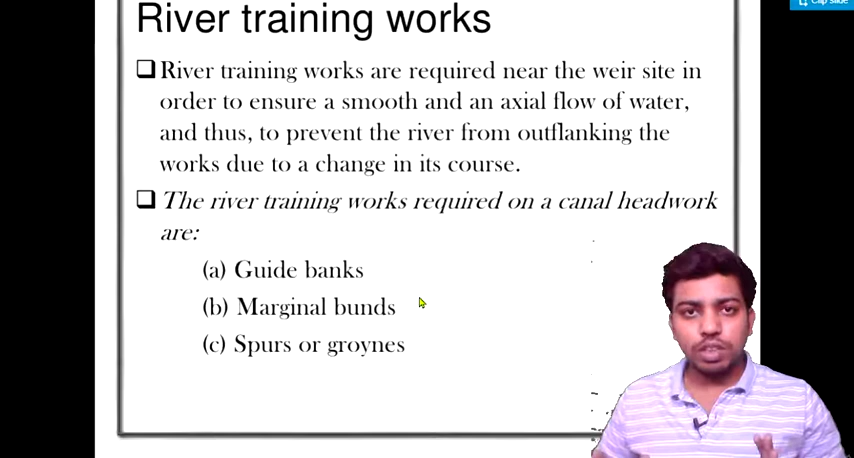 Clap slide
River training works
❑ River training works are required near the weir site in
order to ensure a smooth and an axial flow of water,
and thus, to prevent the river from outflanking the
works due to a change in its course.
❑ The river training works required on a canal headwork
are:
(a) Guide banks
(b) Marginal bunds
(c) Spurs or groynes